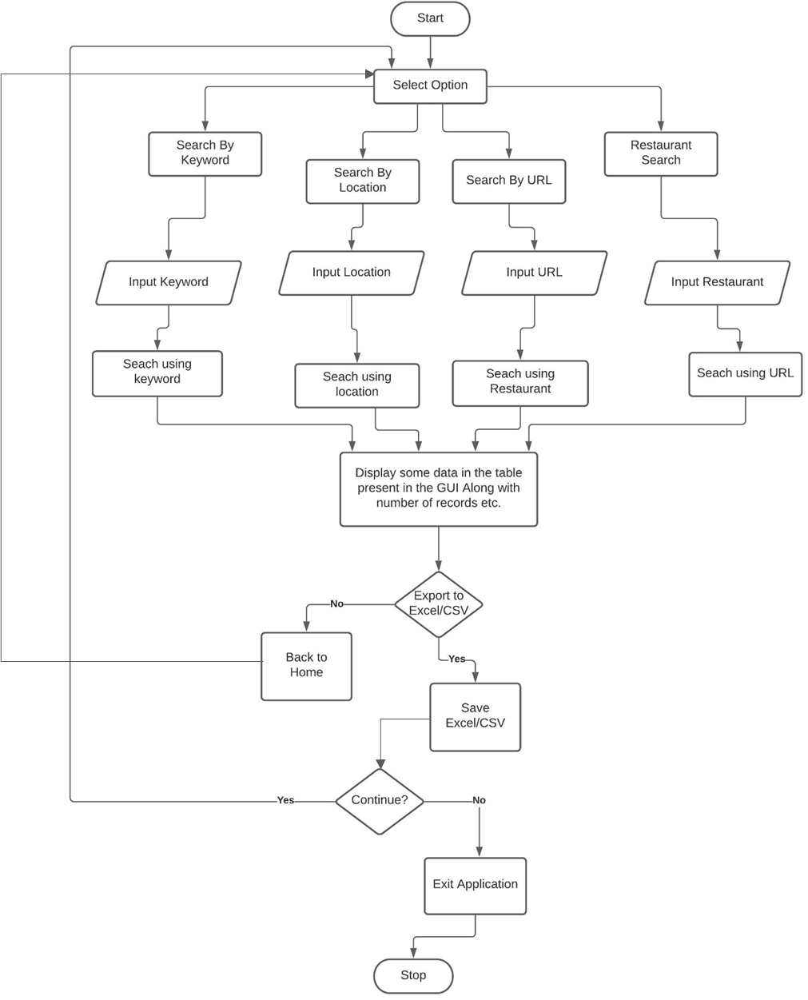 Start
Select Option
Search By
Keyword
Search By
Location
Search By URL
Restaurant
Search
Input Keyword
Input Location
Input URL
Input Restaurant
Seach using
keyword
Seach using
location
Seach using
Restaurant
Seach using URL
Display some data in the table
present in the GUI Along with
number of records etc.
Export to
Excel/CSV
No
Back to
Home
Yes
Save
Excel/CSV
Continue?
Yes
No
Exit Application
Stop